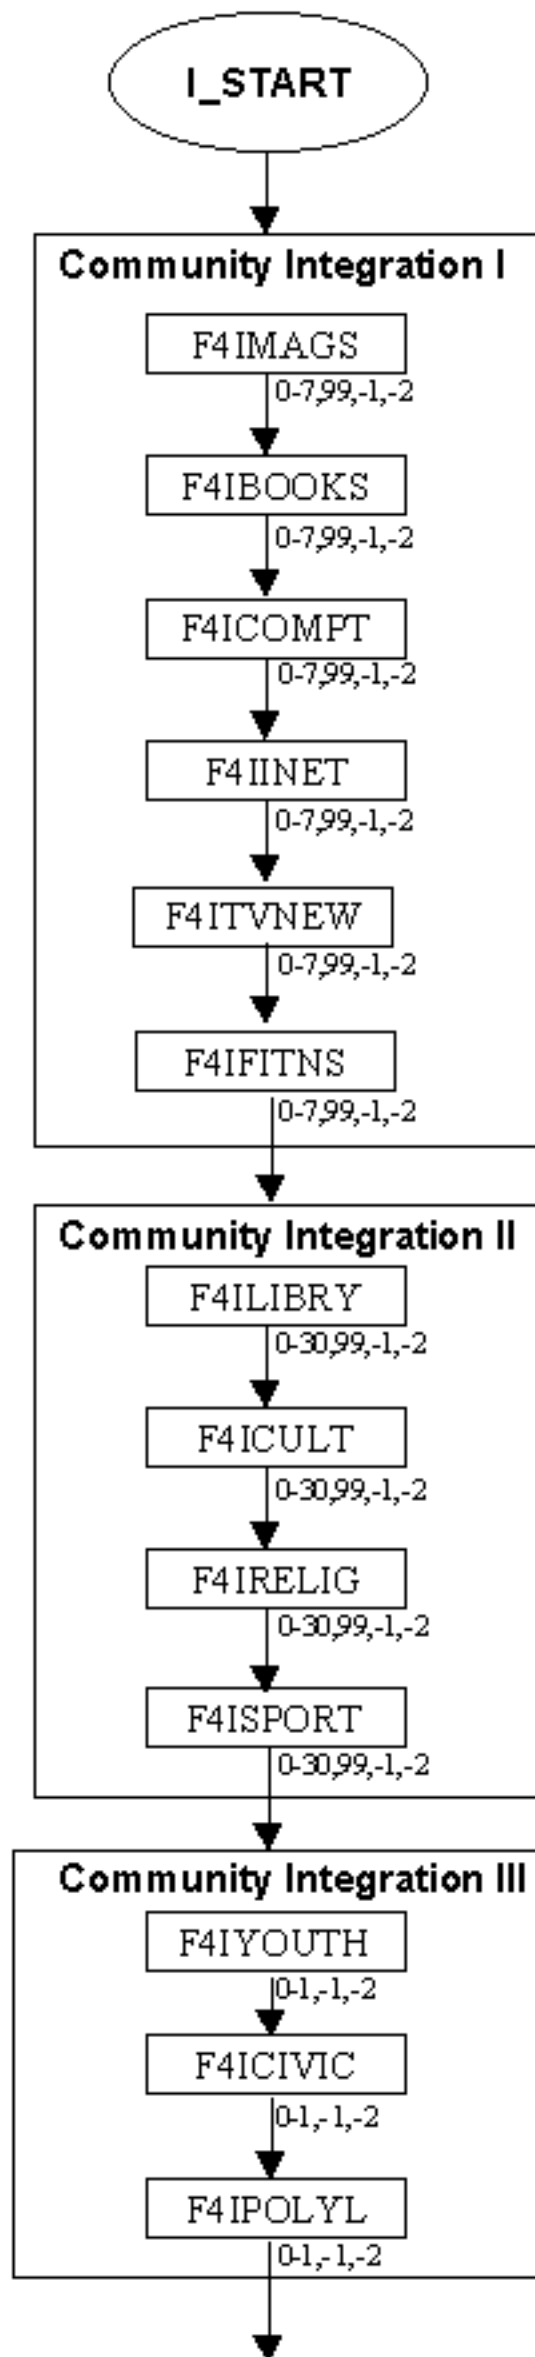 I_START
Community Integration I
F4IMAGS
0-7,99,-1,-2
F4IBOOKS
0-7,99,-1,-2
F4ICOMPT
0-7,99,-1,-2
F4IINET
0-7,99,-1,-2
F4ITVNEW
0-7,99,-1,-2
F4IFITNS
0-7,99,-1,-2
Community Integration II
F4ILIBRY
0-30,99,-1,-2
F4ICULT
0-30,99,-1,-2
F4IRELIG
0-30,99,-1,-2
F4ISPORT
0-30,99,-1,-2
Community Integration III
F4IYOUTH
0-1,-1,-2
F4ICIVIC
0-1,-1,-2
F4IPOLYL
0-1,-1,-2